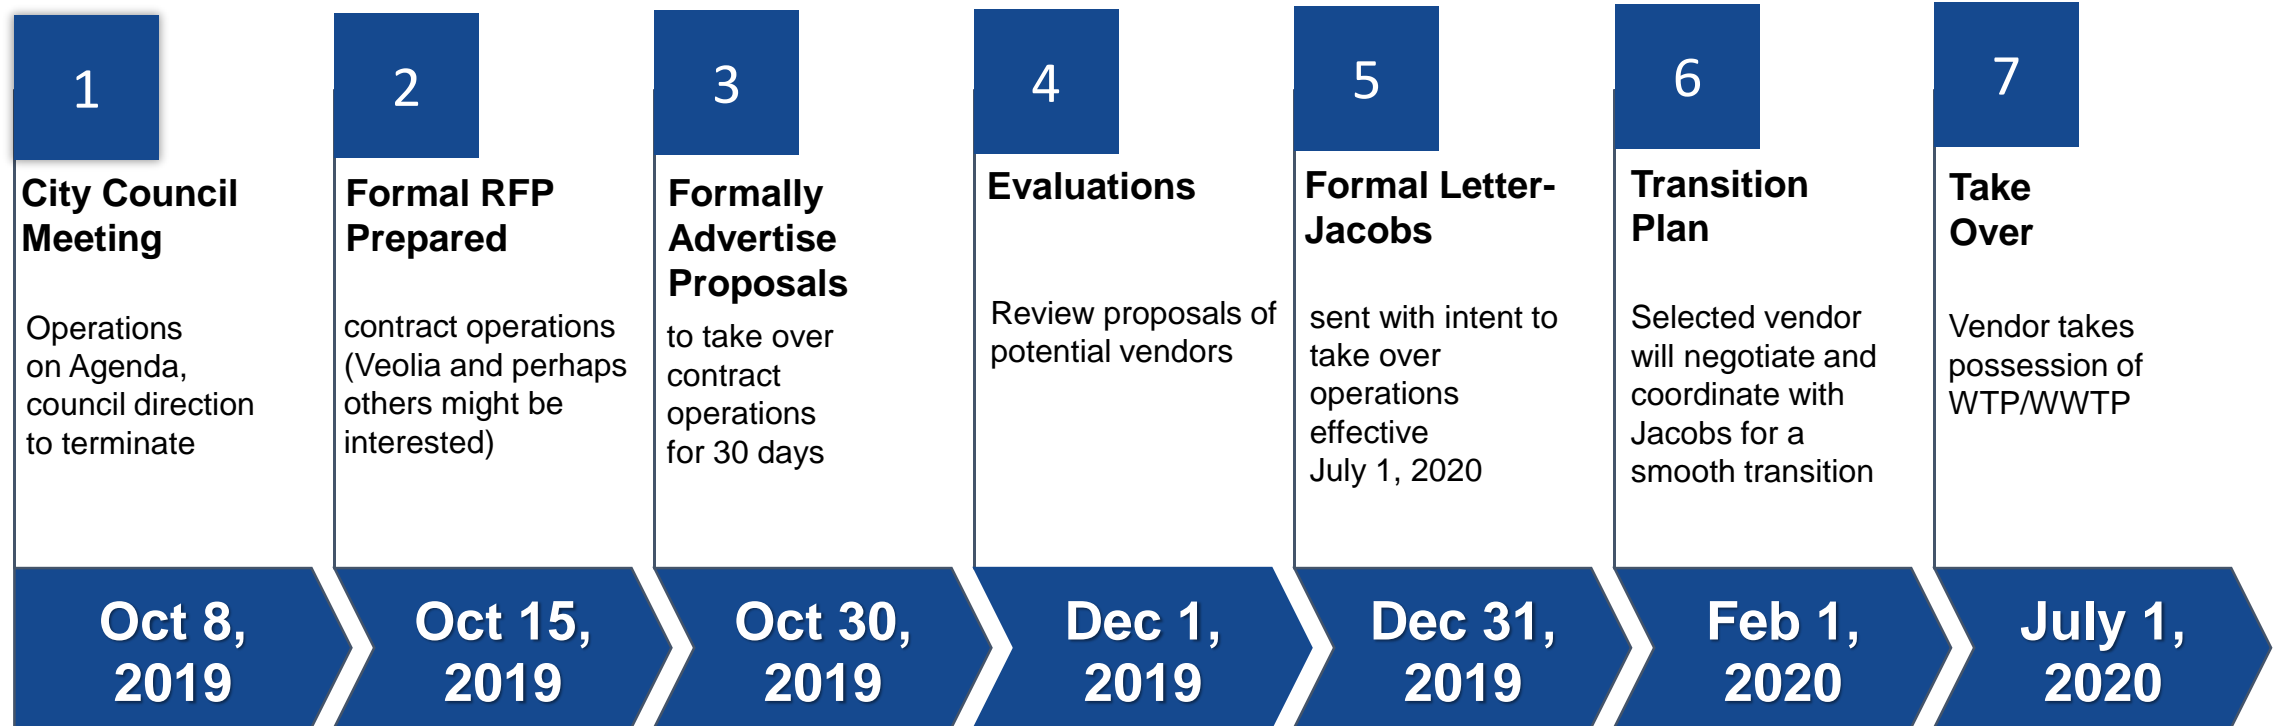 1
City Council
Meeting
Operations
on Agenda,
council direction
to terminate
Oct 8,
2019
2
Formal RFP
Prepared
contract operations
(Veolia and perhaps
others might be
interested)
Oct 15,
2019
3
Formally
Advertise
Proposals
to take over
contract
operations
for 30 days
Oct 30,
2019
4
Evaluations
Review proposals of
potential vendors
Dec 1,
2019
5
Formal Letter-
Jacobs
sent with intent to
take over
operations
effective
July 1, 2020
Dec 31,
2019
6
Transition
Plan
Selected vendor
will negotiate and
coordinate with
Jacobs for a
smooth transition
Feb 1,
2020
7
Take
Over
Vendor takes
possession of
WTP/WWTP
July 1,
2020